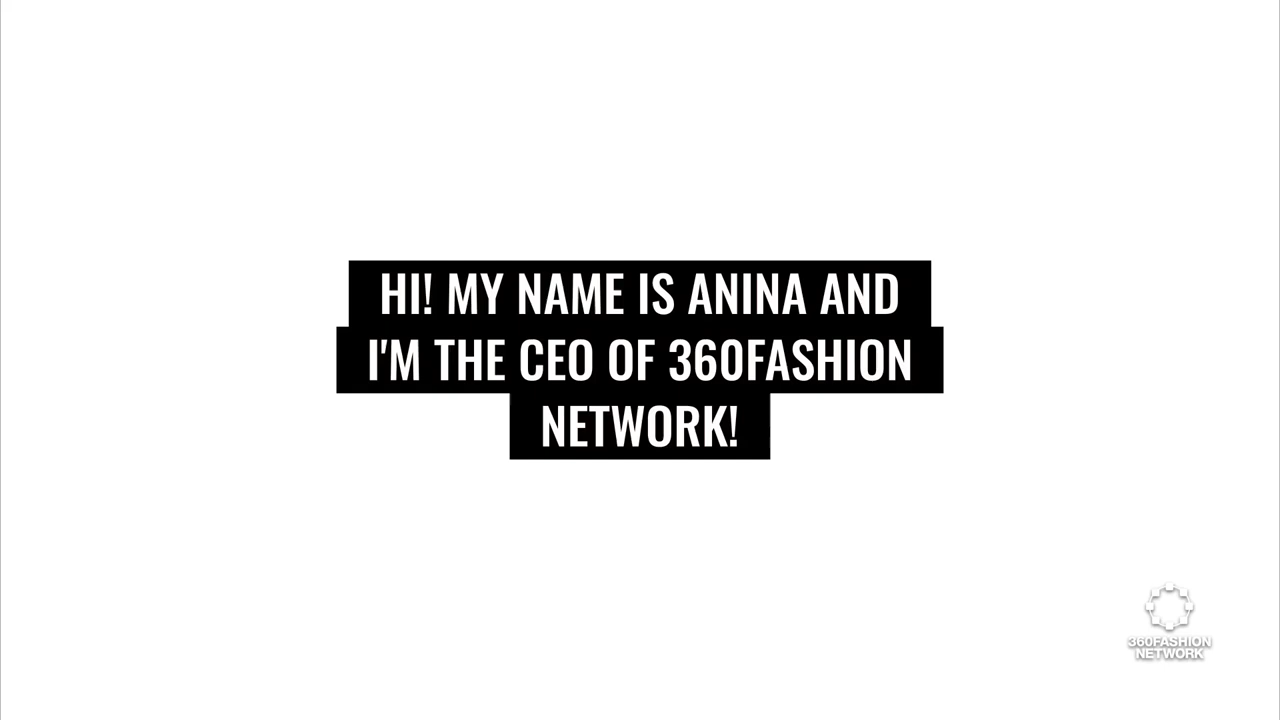 HI! MY NAME IS ANINA AND
I'M THE CEO OF 360FASHION
NETWORK!
360FASHION
NETWORK